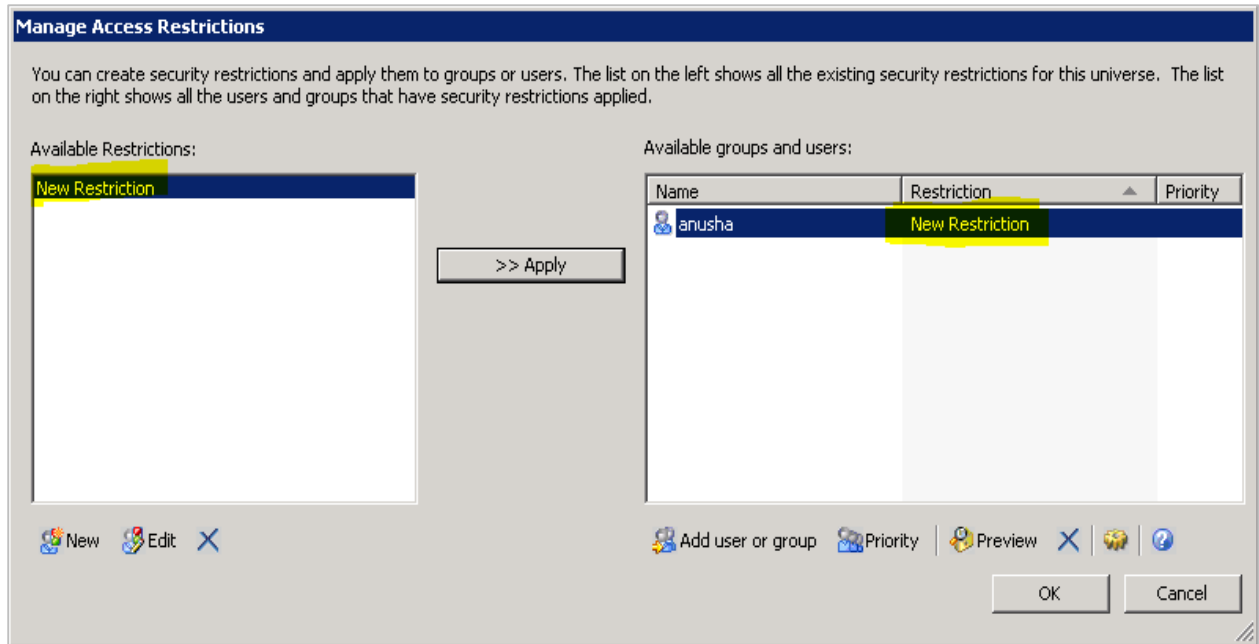 Manage Access Restrictions
You can create security restrictions and apply them to groups or users. The list on the left shows all the existing security restrictions for this universe. The list
on the right shows all the users and groups that have security restrictions applied.
Available Restrictions:
Available groups and users:
New Restriction
Name Restriction Priority
anusha New Restriction
>> Apply
New Edit
Add user or group Priority Preview
OK Cancel